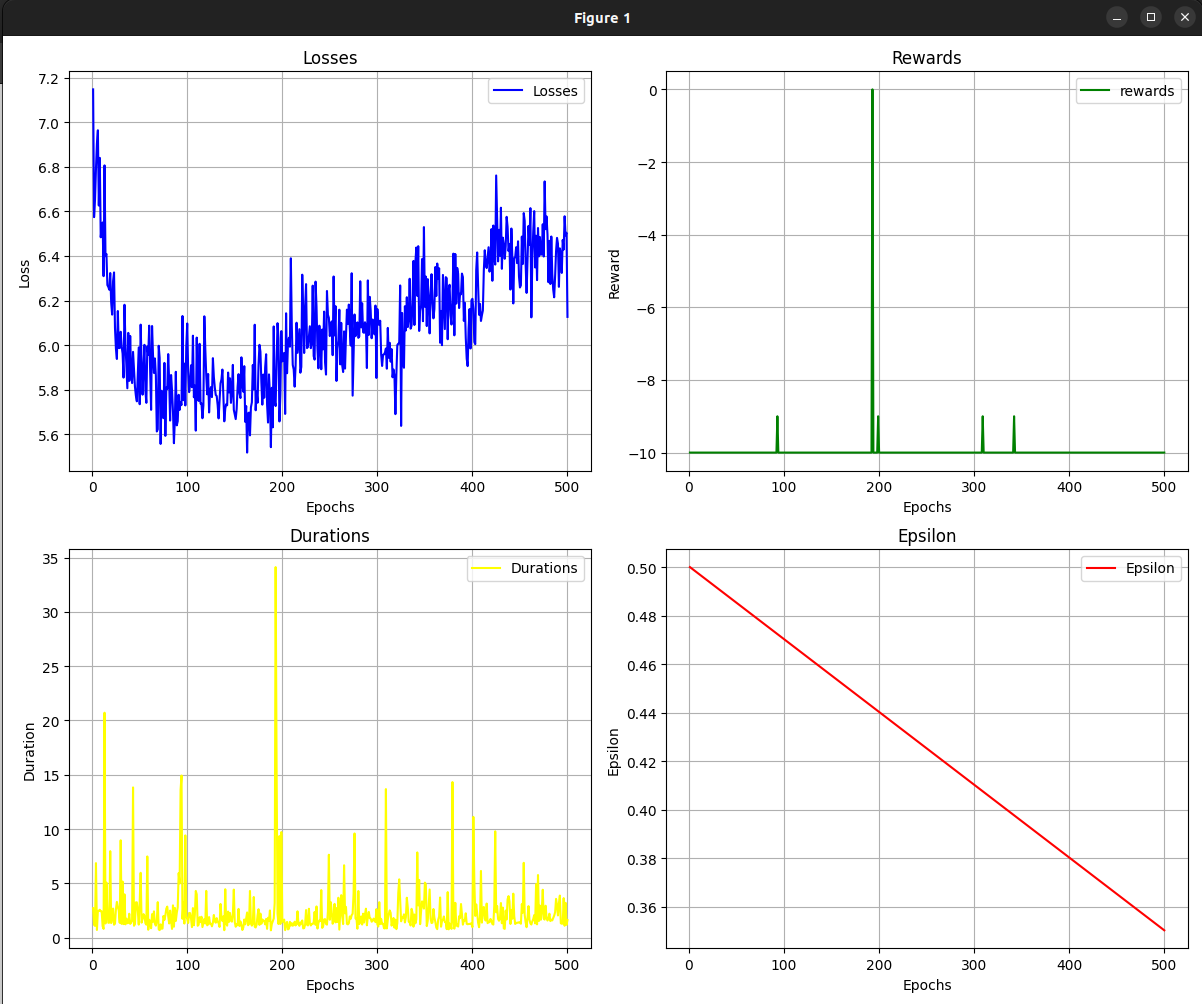 Figure 1
Losses
Losses
7.2
7.0
6.8
6.6
6.4
6.2
6.0
5.8
5.6
Loss
0 100 200 300 400 500
Epochs
Rewards
rewards
0
−2
−4
−6
−8
−10
Reward
0 100 200 300 400 500
Epochs
Durations
Durations
35
30
25
20
15
10
5
0
Duration
0 100 200 300 400 500
Epochs
Epsilon
Epsilon
0.50
0.48
0.46
0.44
0.42
0.40
0.38
0.36
Epsilon
0 100 200 300 400 500
Epochs